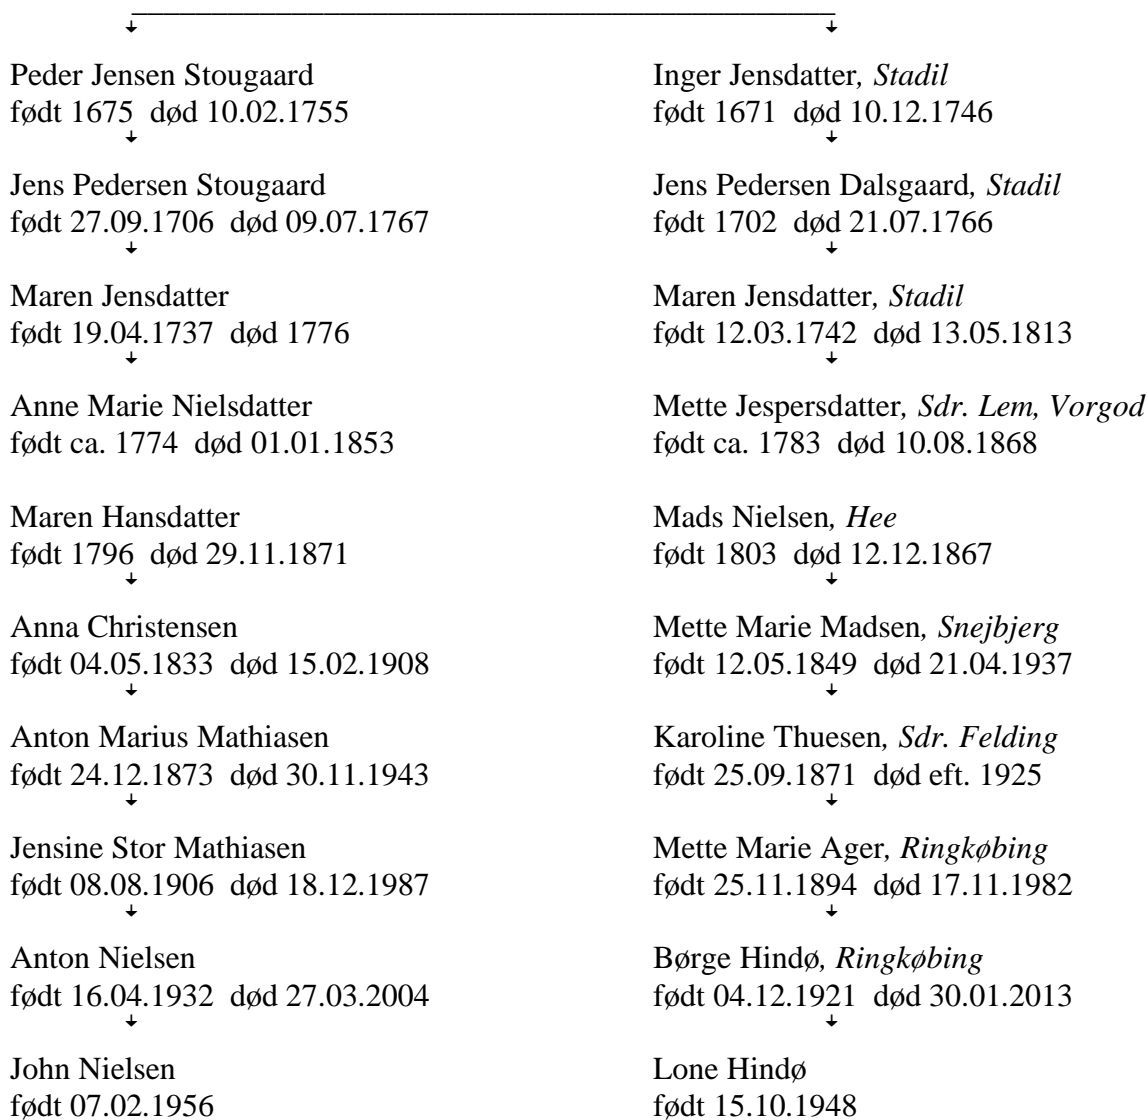 Peder Jensen Stougaard
født 1675 død 10.02.1755
Jens Pedersen Stougaard
født 27.09.1706 død 09.07.1767
Maren Jensdatter
født 19.04.1737 død 1776
Anne Marie Nielsdatter
født ca. 1774 død 01.01.1853
Maren Hansdatter
født 1796 død 29.11.1871
Anna Christensen
født 04.05.1833 død 15.02.1908
Anton Marius Mathiasen
født 24.12.1873 død 30.11.1943
Jensine Stor Mathiasen
født 08.08.1906 død 18.12.1987
Anton Nielsen
født 16.04.1932 død 27.03.2004
John Nielsen
født 07.02.1956
Inger Jensdatter, Stadil
født 1671 død 10.12.1746
Jens Pedersen Dalsgaard, Stadil
født 1702 død 21.07.1766
Maren Jensdatter, Stadil
født 12.03.1742 død 13.05.1813
Mette Jespersdatter, Sdr. Lem, Vorgod
født ca. 1783 død 10.08.1868
Mads Nielsen, Hee
født 1803 død 12.12.1867
Mette Marie Madsen, Snejbjerg
født 12.05.1849 død 21.04.1937
Karoline Thuesen, Sdr. Felding
født 25.09.1871 død eft. 1925
Mette Marie Ager, Ringkøbing
født 25.11.1894 død 17.11.1982
Børge Hindø, Ringkøbing
født 04.12.1921 død 30.01.2013
Lone Hindø
født 15.10.1948